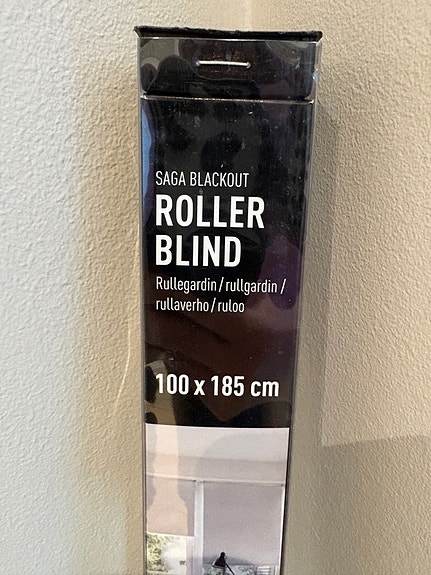 SAGA BLACKOUT
ROLLER
BLIND
Rullegardin/rullgardin/
rullaverho/ruloo
100 x 185 cm